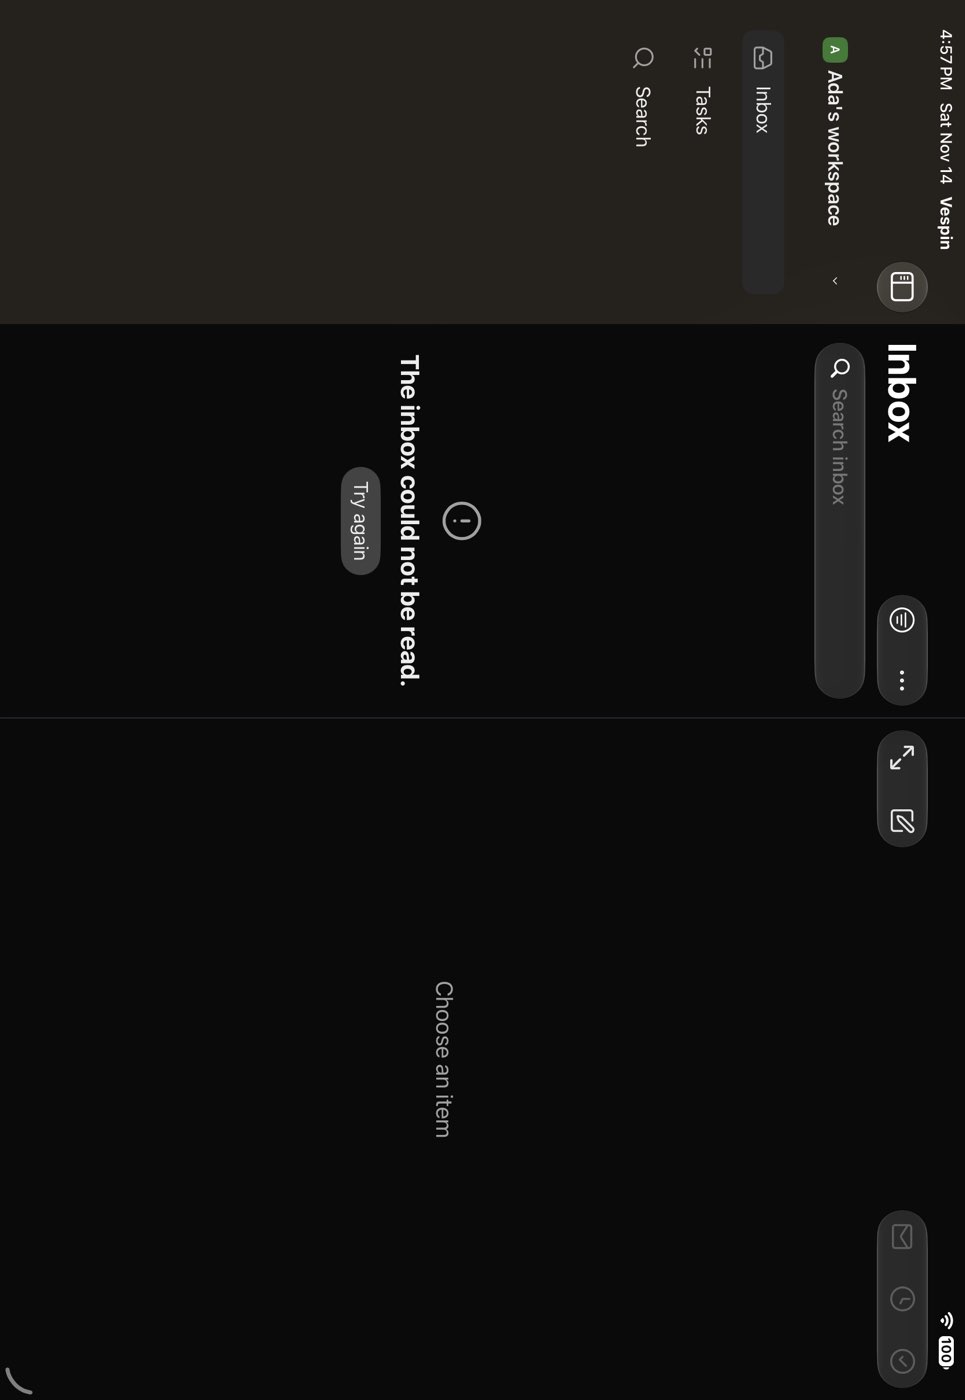 4:57 PM Sat Nov 14 Vespin
100
A Ada's workspace
Inbox
Tasks
Search
Inbox
Search inbox
The inbox could not be read.
Try again
Choose an item